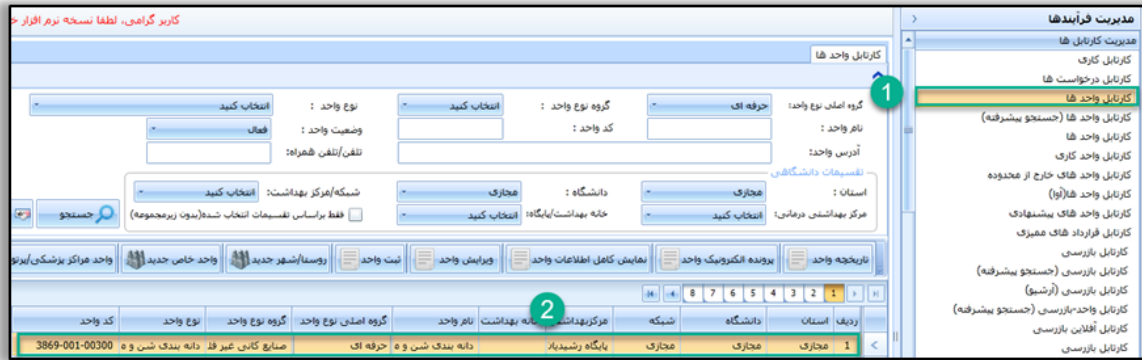 کاربر گرامی، لطفا نسخه نرم افزار
مدیریت فرآیندها
مدیریت کارتابل ها
کارتابل کاری
کارتابل درخواست ها
کارتابل واحد ها
کارتابل واحد ها (جستجو پیشرفته)
کارتابل واحد ها
کارتابل واحد کاری
کارتابل واحد های خارج از محدوده
کارتابل واحد ها(آوا)
کارتابل واحد های پیشنهادی
کارتابل قرارداد های ممیزی
کارتابل بازرسی
کارتابل بازرسی (جستجو پیشرفته)
کارتابل بازرسی (آرشیو)
کارتابل واحد-بازرسی (جستجو پیشرفته)
کارتابل آفلاین بازرسی
کارتابل بازرسی
1
کارتابل واحد ها
گروه اصلی نوع واحد: حرفه ای گروه نوع واحد : انتخاب کنید نوع واحد : انتخاب کنید
نام واحد : کد واحد : وضعیت واحد : فعال
آدرس واحد: تلفن/تلفن همراه:
تقسیمات دانشگاهی
استان : مجازی دانشگاه : مجازی شبکه/مرکز بهداشت: انتخاب کنید
مرکز بهداشتی درمانی: انتخاب کنید خانه بهداشت/پایگاه: انتخاب کنید فقط براساس تقسیمات انتخاب شده(بدون زیرمجموعه) جستجو
تاریخچه واحد پرونده الکترونیک واحد نمایش کامل اطلاعات واحد ویرایش واحد ثبت واحد روستا/شهر جدید واحد خاص جدید واحد مراکز پزشکی/پرتو
1 2 3 4 5 6 7 8
2
ردیف استان دانشگاه شبکه مرکزبهداشتی خانه بهداشت نام واحد گروه اصلی نوع واحد گروه نوع واحد نوع واحد کد واحد
1 مجازی مجازی مجازی پایگاه رشیدیا دانه بندی شن و م حرفه ای صنایع کانی غیر فل دانه بندی شن و م 3869-001-00300